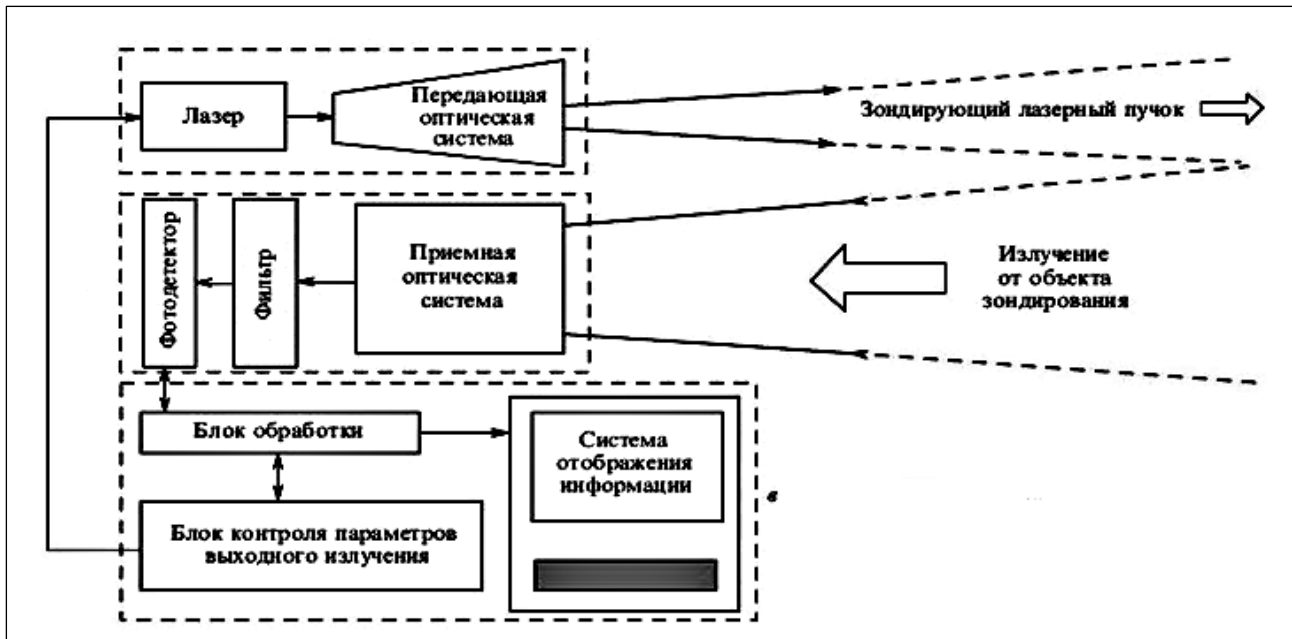 Лазер
Передающая
оптическая
система
Зондирующий лазерный пучок
Фотодетектор
Фильтр
Приемная
оптическая
система
Излучение
от объекта
зондирования
Блок обработки
Система
отображения
информации
в
Блок контроля параметров
выходного излучения